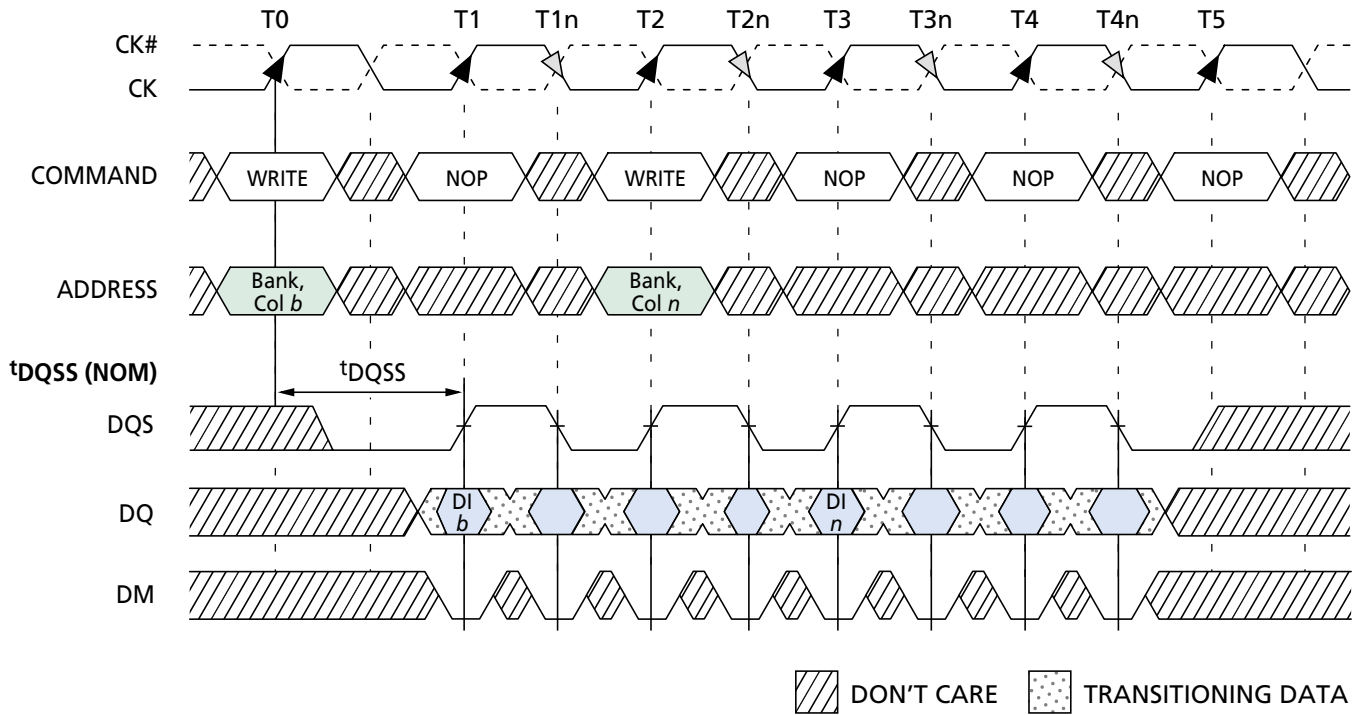 T0 T1 T1n T2 T2n T3 T3n T4 T4n T5
CK#
CK
COMMAND WRITE NOP WRITE NOP NOP NOP
ADDRESS Bank, Col b Bank, Col n
tDQSS (NOM) tDQSS
DQS
DQ DI b DI n
DM
DON'T CARE TRANSITIONING DATA